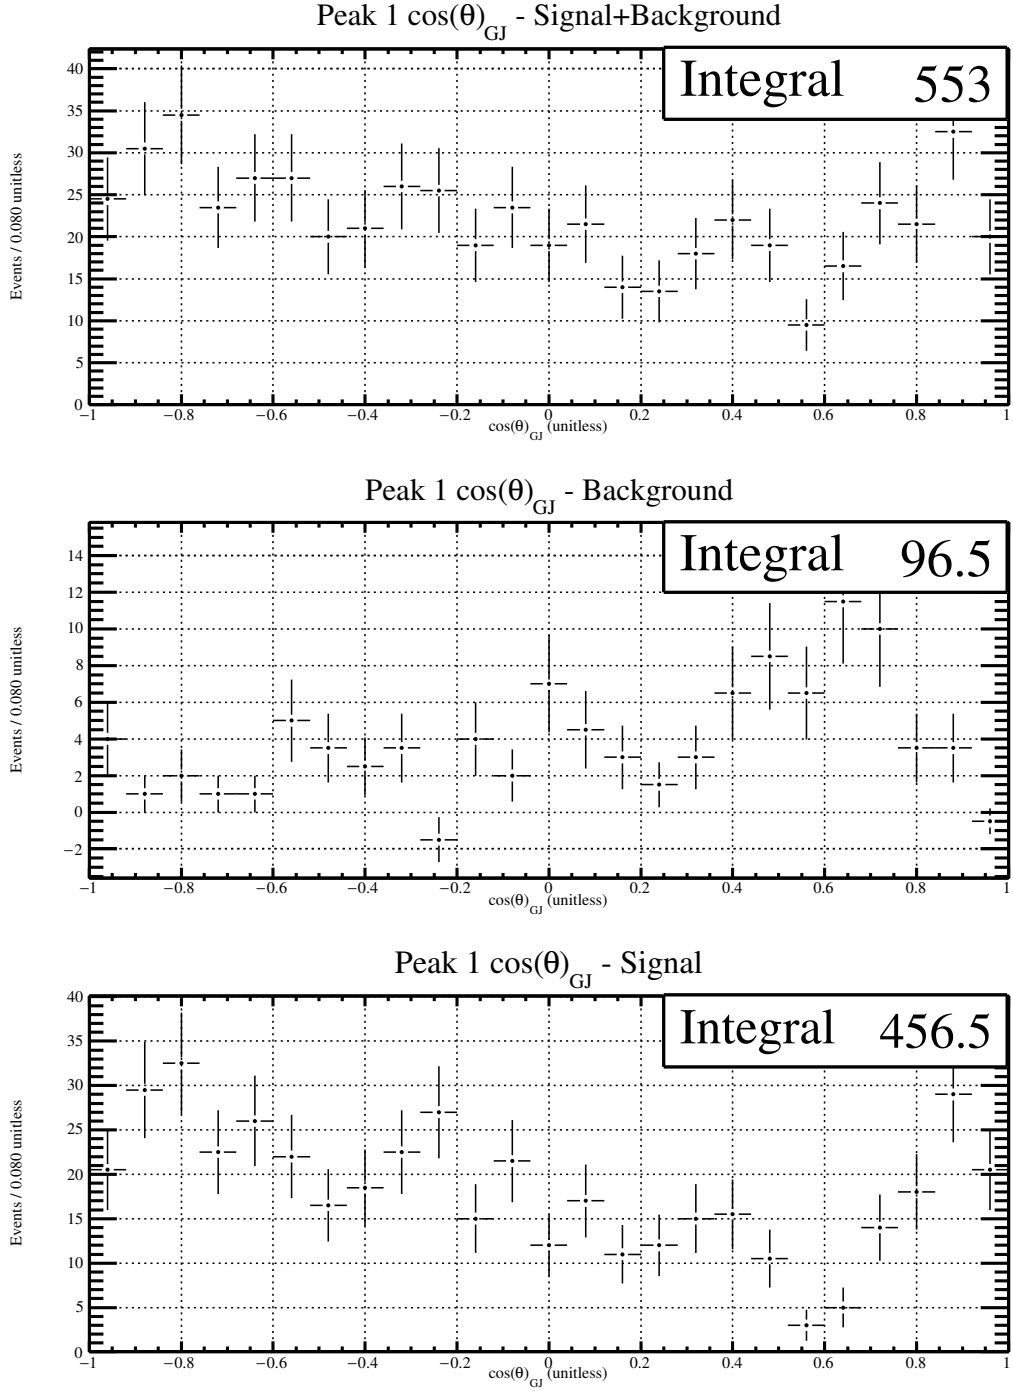 Peak 1 cos(θ)GJ - Signal+Background
Integral 553
40
35
30
25
20
15
10
5
0
Events / 0.080 unitless
−1 −0.8 −0.6 −0.4 −0.2 0 0.2 0.4 0.6 0.8 1
cos(θ)GJ (unitless)
Peak 1 cos(θ)GJ - Background
Integral 96.5
14
12
10
8
6
4
2
0
−2
Events / 0.080 unitless
−1 −0.8 −0.6 −0.4 −0.2 0 0.2 0.4 0.6 0.8 1
cos(θ)GJ (unitless)
Peak 1 cos(θ)GJ - Signal
Integral 456.5
40
35
30
25
20
15
10
5
0
Events / 0.080 unitless
−1 −0.8 −0.6 −0.4 −0.2 0 0.2 0.4 0.6 0.8 1
cos(θ)GJ (unitless)